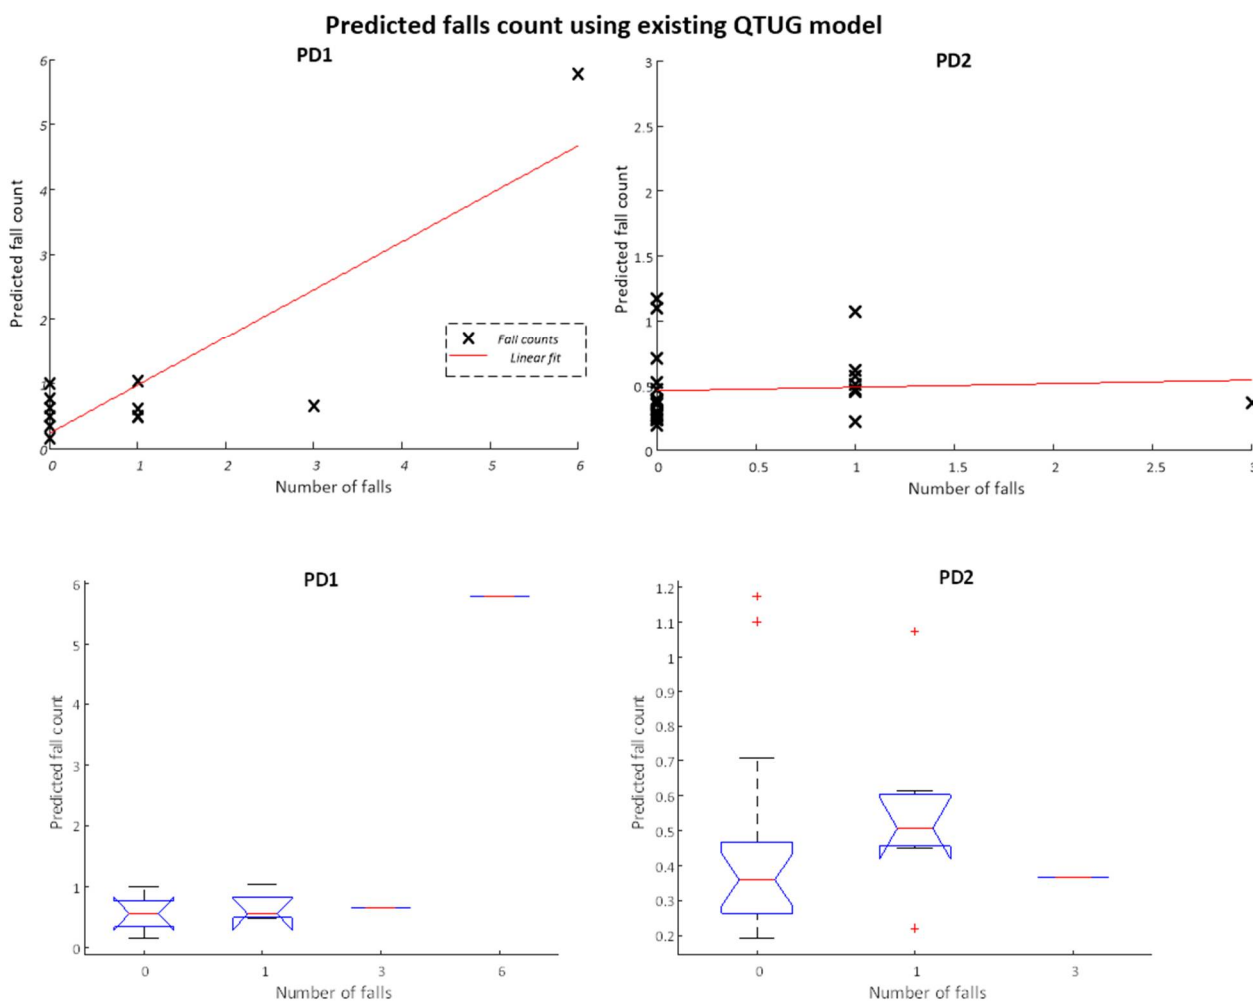 Predicted falls count using existing QTUG model
PD1
6
5
4
3
2
1
0
Predicted fall count
Fall counts
Linear fit
0 1 2 3 4 5 6
Number of falls
PD2
3
2.5
2
1.5
1
0.5
0
Predicted fall count
0 0.5 1 1.5 2 2.5 3
Number of falls
PD1
6
5
4
3
2
1
0
Predicted fall count
0 1 3 6
Number of falls
PD2
1.2
1.1
1
0.9
0.8
0.7
0.6
0.5
0.4
0.3
0.2
Predicted fall count
0 1 3
Number of falls